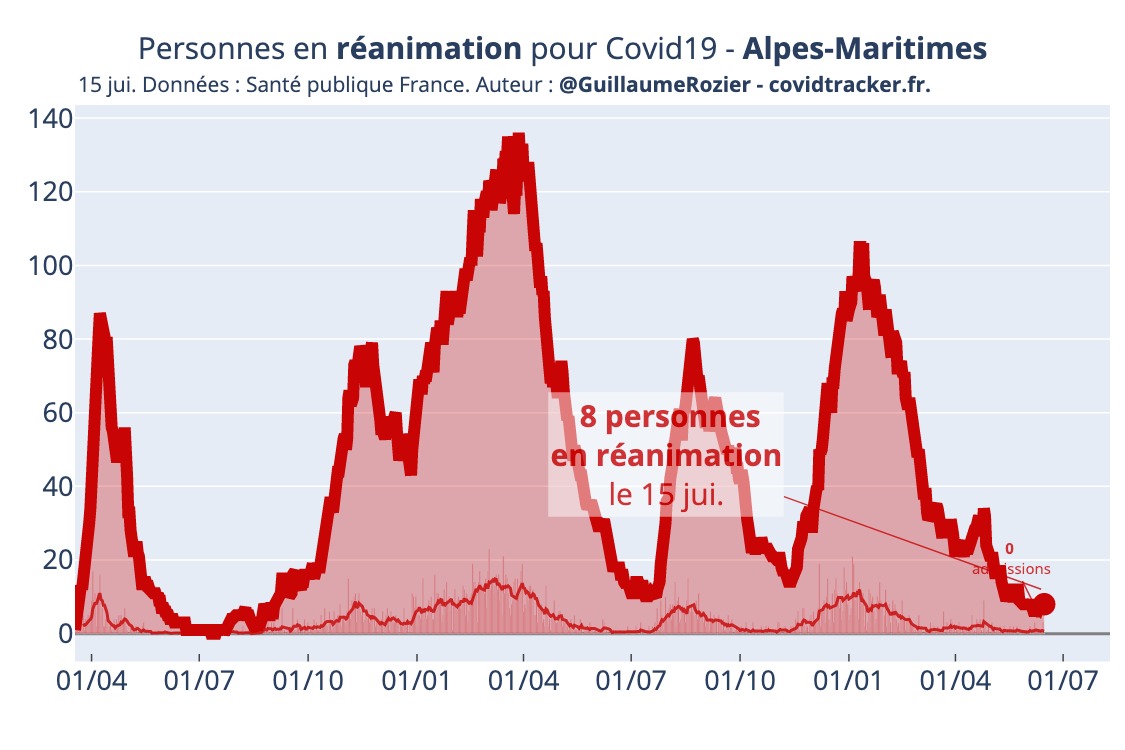 Personnes en réanimation pour Covid19 - Alpes-Maritimes
15 jui. Données : Santé publique France. Auteur : @GuillaumeRozier - covidtracker.fr.
140
120
100
80
60
40
20
0
8 personnes
en réanimation
le 15 jui.
0
admissions
01/04 01/07 01/10 01/01 01/04 01/07 01/10 01/01 01/04 01/07